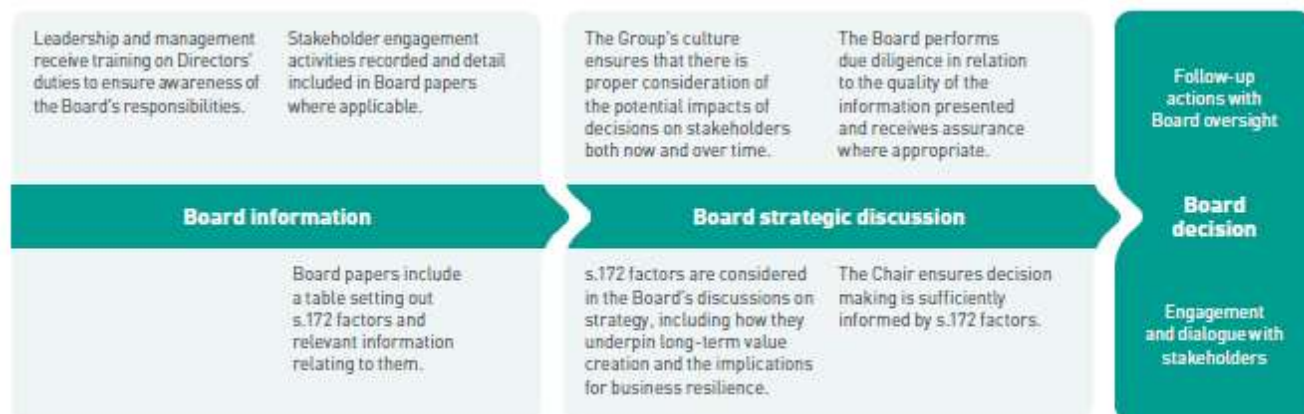 Leadership and management
receive training on Directors'
duties to ensure awareness of
the Board's responsibilities.
Stakeholder engagement
activities recorded and detail
included in Board papers
where applicable.
The Group's culture
ensures that there is
proper consideration of
the potential impacts of
decisions on stakeholders
both now and over time.
The Board performs
due diligence in relation
to the quality of the
information presented
and receives assurance
where appropriate.
Follow-up
actions with
Board oversight
Board information
Board strategic discussion
Board
decision
Board papers include
a table setting out
s.172 factors and
relevant information
relating to them.
s.172 factors are considered
in the Board's discussions on
strategy, including how they
underpin long-term value
creation and the implications
for business resilience.
The Chair ensures decision
making is sufficiently
informed by s.172 factors.
Engagement
and dialogue with
stakeholders